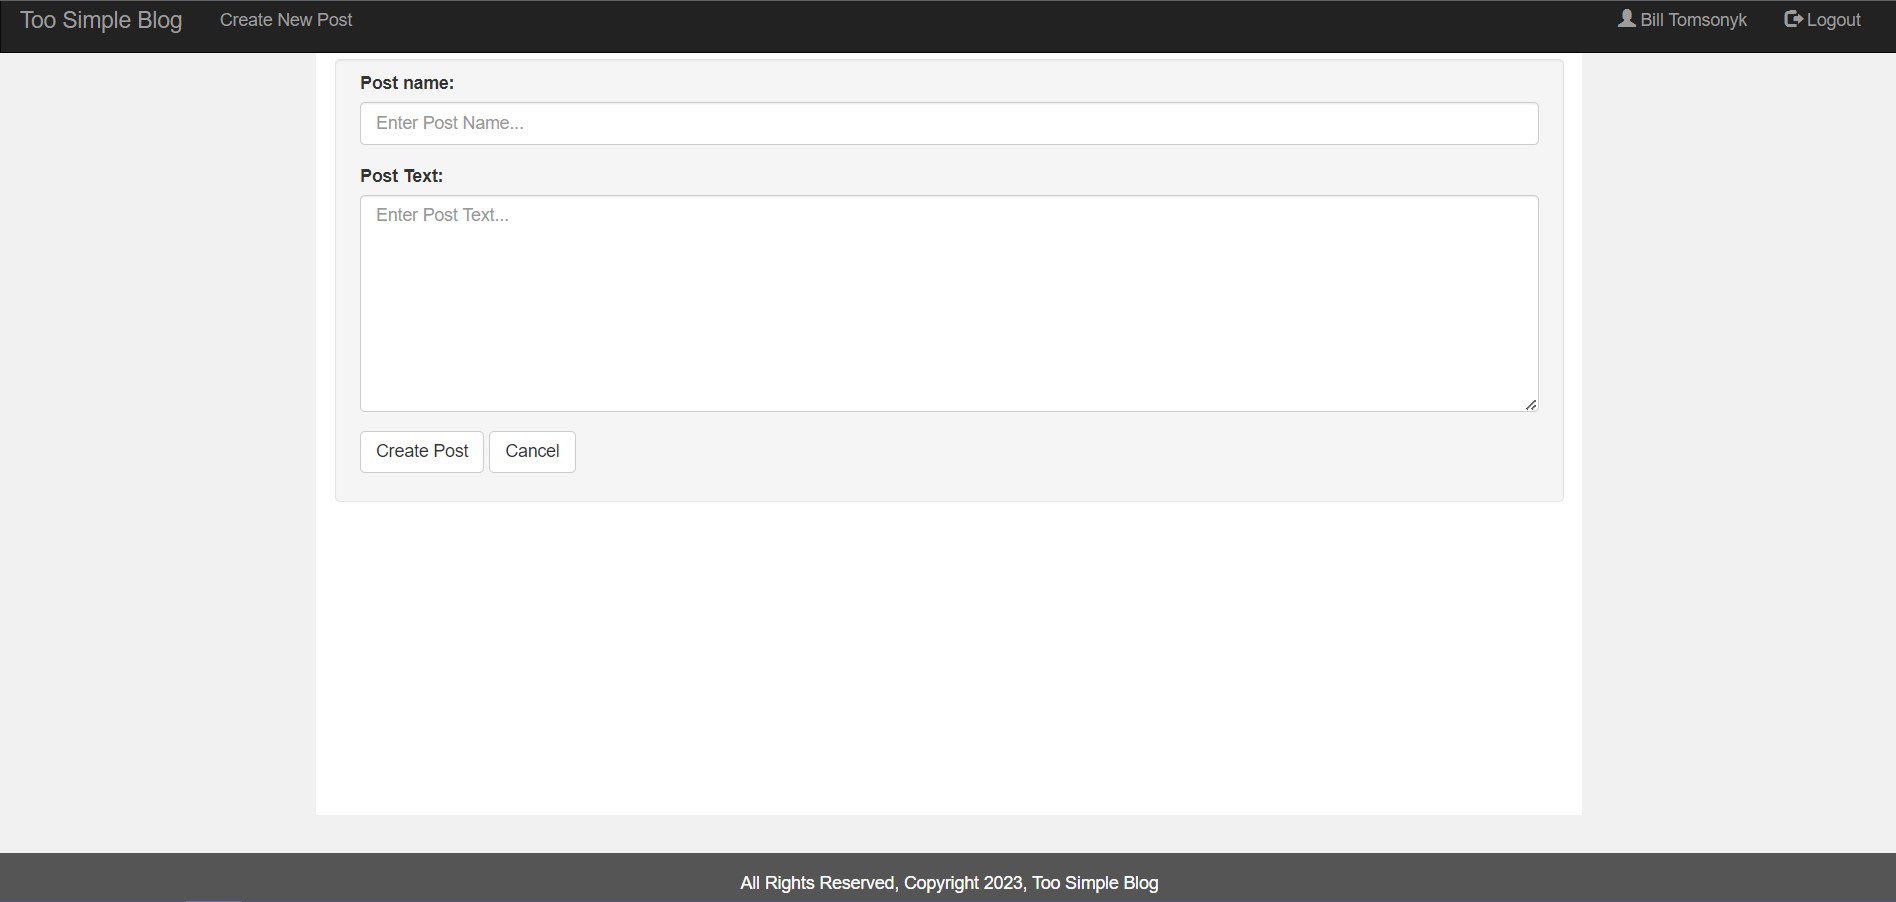 Too Simple Blog Create New Post Bill Tomsonyk Logout
Post name:
Enter Post Name...
Post Text:
Enter Post Text...
Create Post Cancel
All Rights Reserved, Copyright 2023, Too Simple Blog